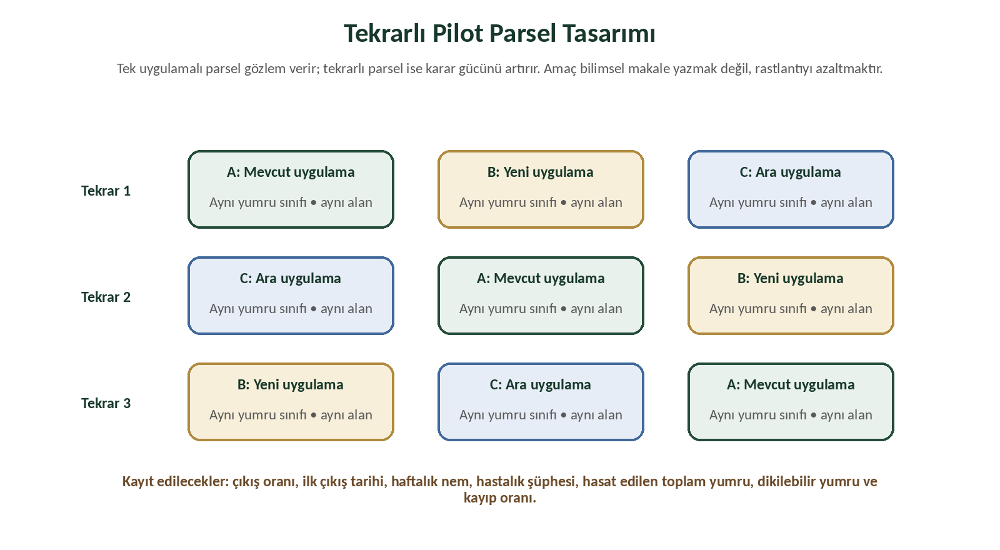 Tekrarlı Pilot Parsel Tasarımı
Tek uygulamalı parsel gözlem verir; tekrarlı parsel ise karar gücünü artırır. Amaç bilimsel makale yazmak değil, rastlantıyı azaltmaktır.
Tekrar 1
A: Mevcut uygulama
Aynı yumru sınıfı • aynı alan
B: Yeni uygulama
Aynı yumru sınıfı • aynı alan
C: Ara uygulama
Aynı yumru sınıfı • aynı alan
Tekrar 2
C: Ara uygulama
Aynı yumru sınıfı • aynı alan
A: Mevcut uygulama
Aynı yumru sınıfı • aynı alan
B: Yeni uygulama
Aynı yumru sınıfı • aynı alan
Tekrar 3
B: Yeni uygulama
Aynı yumru sınıfı • aynı alan
C: Ara uygulama
Aynı yumru sınıfı • aynı alan
A: Mevcut uygulama
Aynı yumru sınıfı • aynı alan
Kayıt edilecekler: çıkış oranı, ilk çıkış tarihi, haftalık nem, hastalık şüphesi, hasat edilen toplam yumru, dikilebilir yumru ve
kayıp oranı.